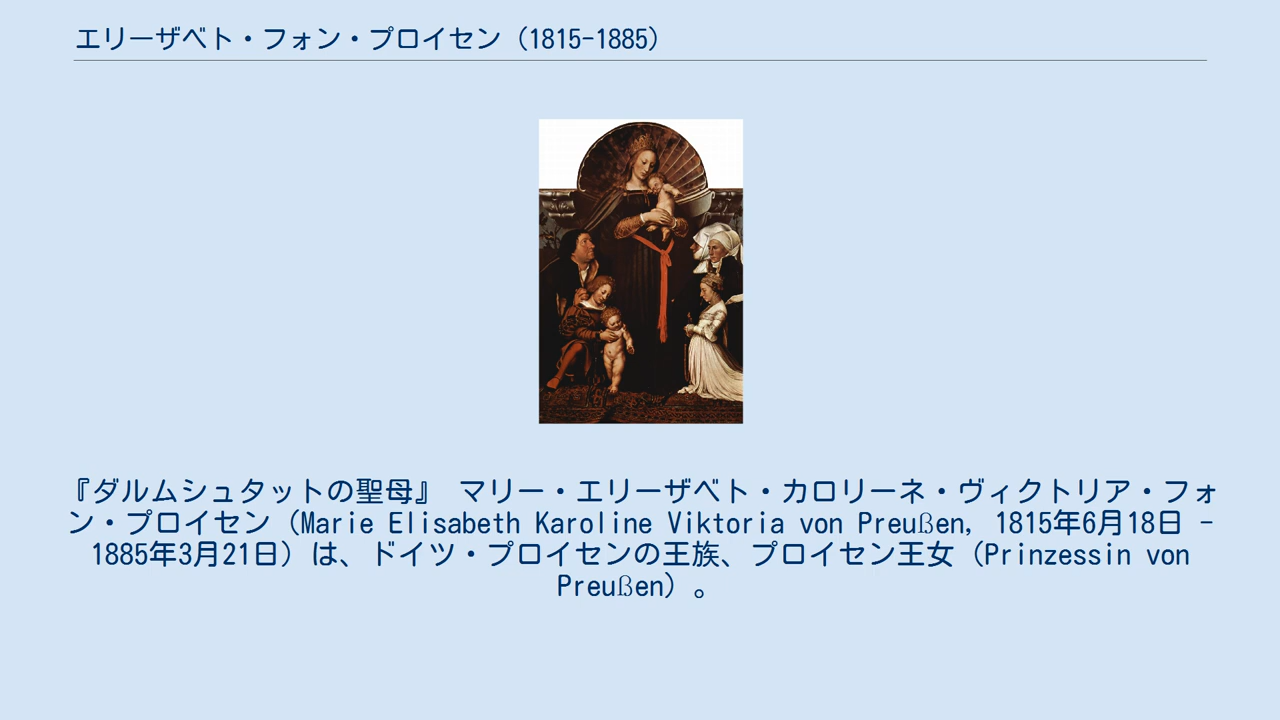 エリーザベト・フォン・プロイセン（1815-1885）
『ダルムシュタットの聖母』　マリー・エリーザベト・カロリーネ・ヴィクトリア・フォ
ン・プロイセン（Marie Elisabeth Karoline Viktoria von Preußen, 1815年6月18日 -
1885年3月21日）は、ドイツ・プロイセンの王族、プロイセン王女（Prinzessin von
Preußen）。